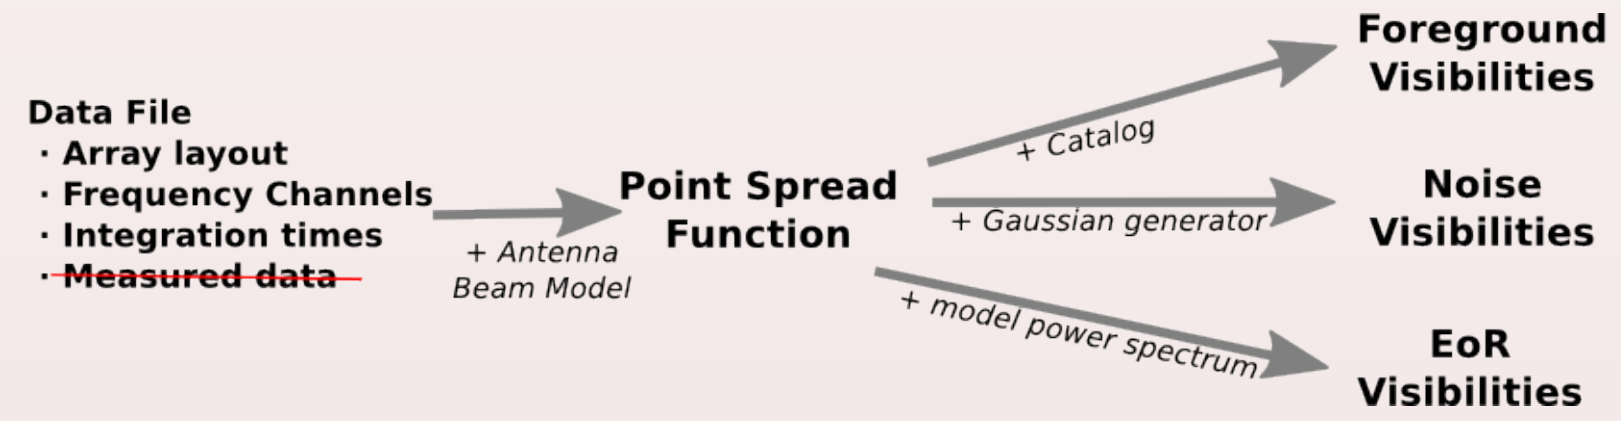 Data File
· Array layout
· Frequency Channels
· Integration times
· Measured data
+ Antenna
Beam Model
Point Spread
Function
+ Catalog
Foreground
Visibilities
+ Gaussian generator
Noise
Visibilities
+ model power spectrum
EoR
Visibilities